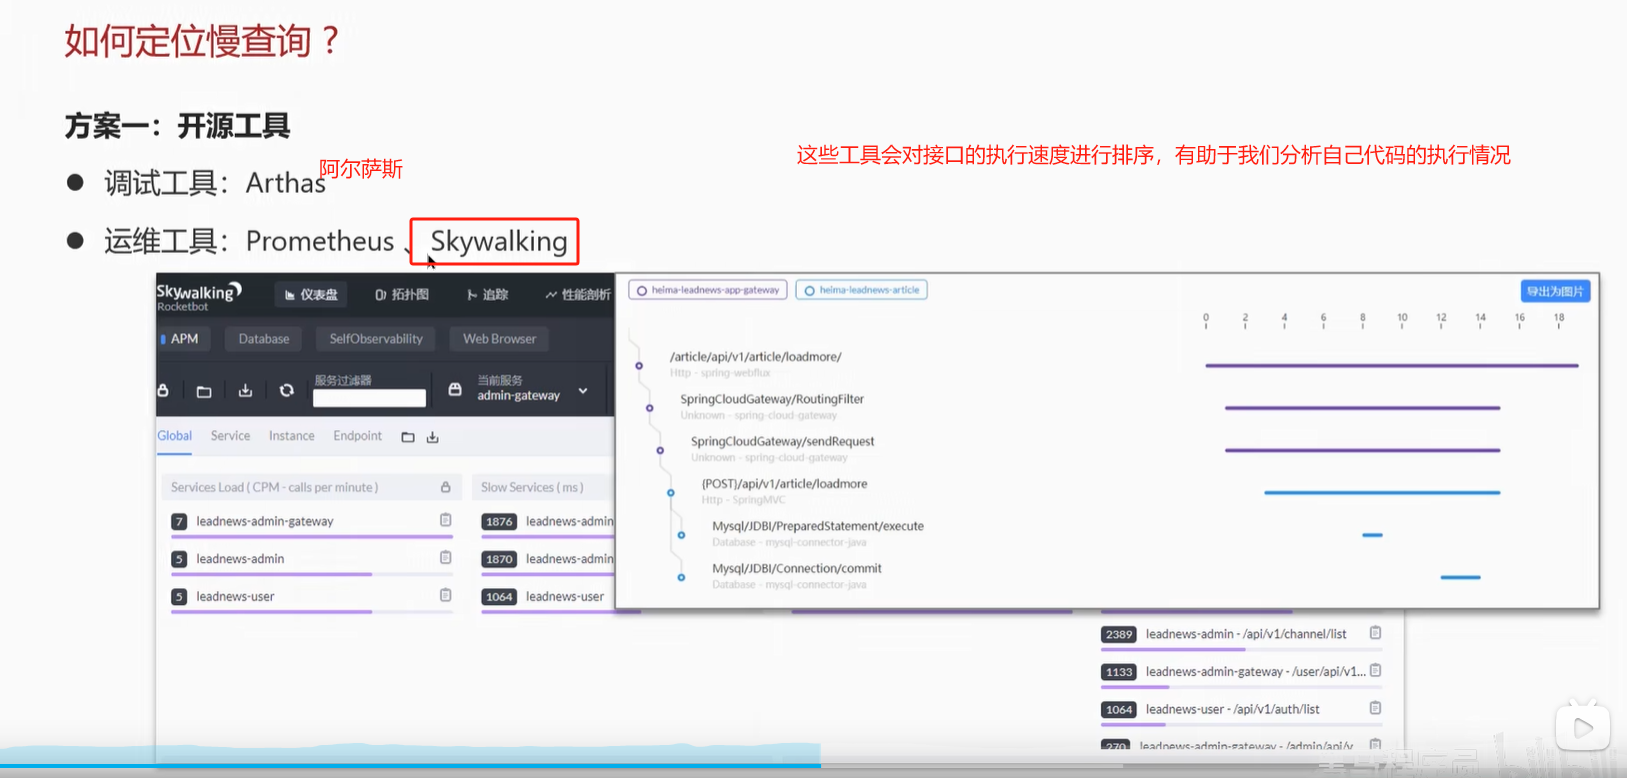 如何定位慢查询？
方案一：开源工具
这些工具会对接口的执行速度进行排序，有助于我们分析自己代码的执行情况
● 调试工具：Arthas 阿尔萨斯
● 运维工具：Prometheus 、Skywalking
Skywalking
Rocketbot
仪表盘 拓扑图 追踪 性能剖析
APM Database SelfObservability Web Browser
服务过滤器
当前服务
admin-gateway
Global Service Instance Endpoint
Services Load ( CPM - calls per minute )
7 leadnews-admin-gateway
5 leadnews-admin
5 leadnews-user
Slow Services ( ms )
1876 leadnews-admin
1870 leadnews-admin
1064 leadnews-user
heima-leadnews-app-gateway heima-leadnews-article
导出为图片
0 2 4 6 8 10 12 14 16 18
/article/api/v1/article/loadmore/
Http - spring-webflux
SpringCloudGateway/RoutingFilter
Unknown - spring-cloud-gateway
SpringCloudGateway/sendRequest
Unknown - spring-cloud-gateway
{POST}/api/v1/article/loadmore
Http - SpringMVC
Mysql/JDBI/PreparedStatement/execute
Database - mysql-connector-java
Mysql/JDBI/Connection/commit
Database - mysql-connector-java
2389 leadnews-admin - /api/v1/channel/list
1133 leadnews-admin-gateway - /user/api/v1...
1064 leadnews-user - /api/v1/auth/list
270 leadnews-admin-gateway - /admin/api/v